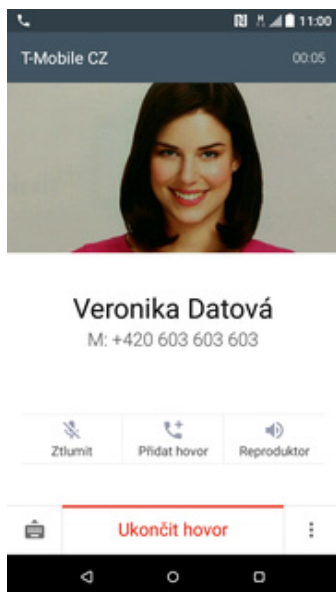 11:00
T-Mobile CZ 00:05
Veronika Datová
M: +420 603 603 603
Ztlumit Přidat hovor Reproduktor
Ukončit hovor